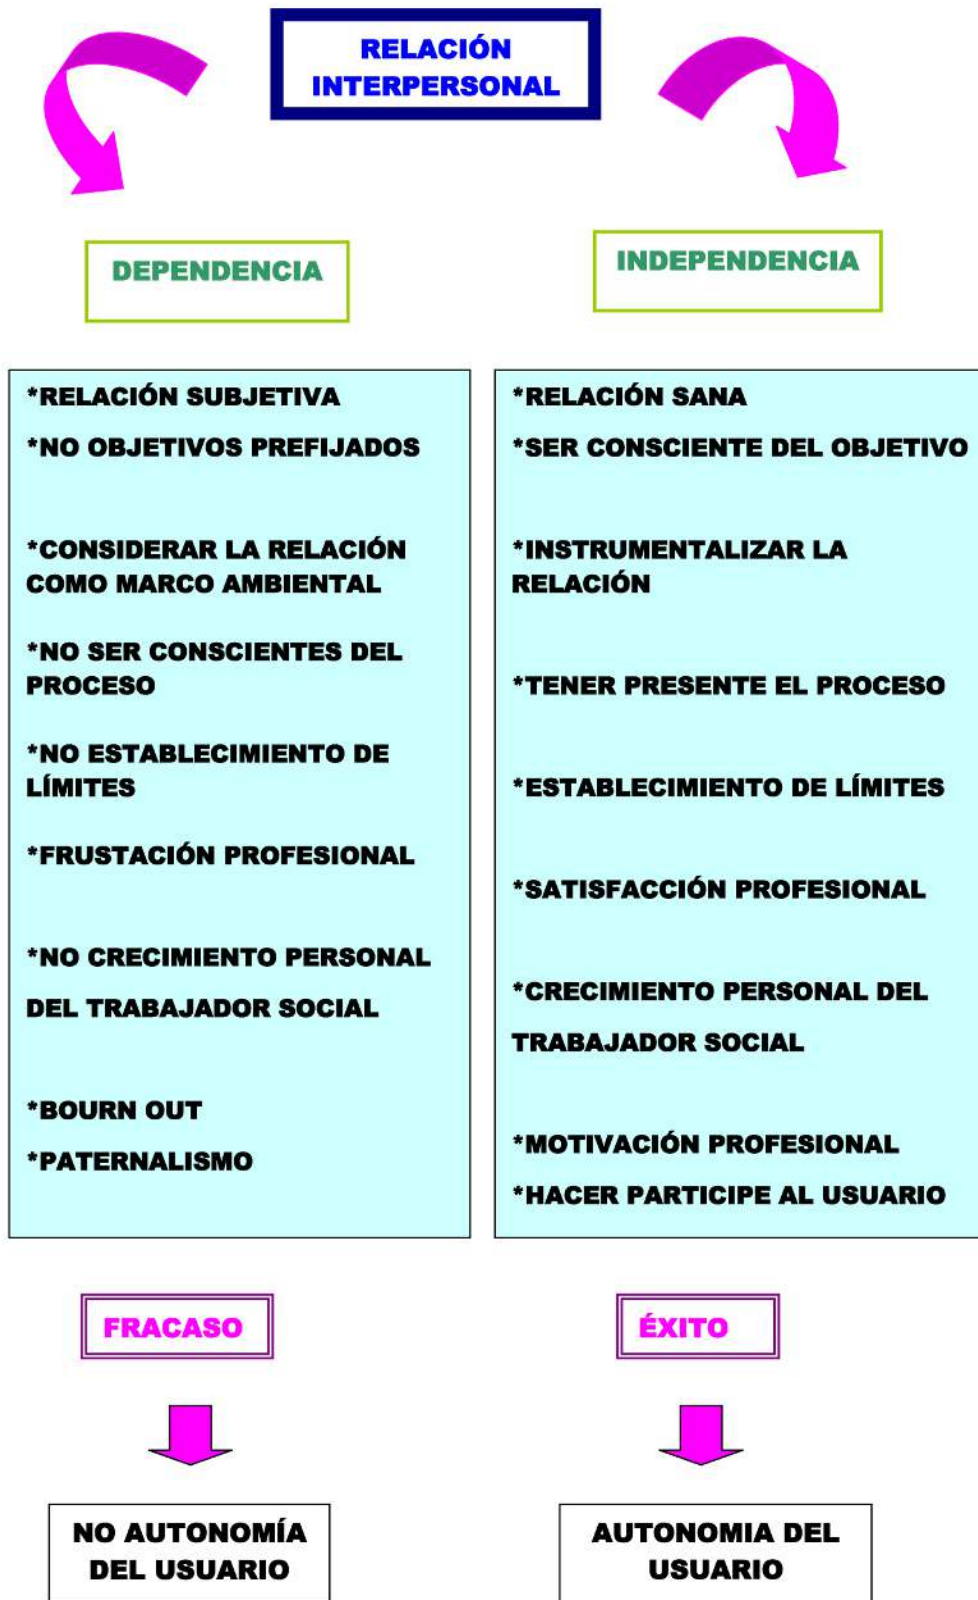 RELACIÓN
INTERPERSONAL
DEPENDENCIA
INDEPENDENCIA
*RELACIÓN SUBJETIVA
*NO OBJETIVOS PREFIJADOS
*CONSIDERAR LA RELACIÓN
COMO MARCO AMBIENTAL
*NO SER CONSCIENTES DEL
PROCESO
*NO ESTABLECIMIENTO DE
LÍMITES
*FRUSTACIÓN PROFESIONAL
*NO CRECIMIENTO PERSONAL
DEL TRABAJADOR SOCIAL
*BOURN OUT
*PATERNALISMO
*RELACIÓN SANA
*SER CONSCIENTE DEL OBJETIVO
*INSTRUMENTALIZAR LA
RELACIÓN
*TENER PRESENTE EL PROCESO
*ESTABLECIMIENTO DE LÍMITES
*SATISFACCIÓN PROFESIONAL
*CRECIMIENTO PERSONAL DEL
TRABAJADOR SOCIAL
*MOTIVACIÓN PROFESIONAL
*HACER PARTICIPE AL USUARIO
FRACASO
ÉXITO
NO AUTONOMÍA
DEL USUARIO
AUTONOMIA DEL
USUARIO